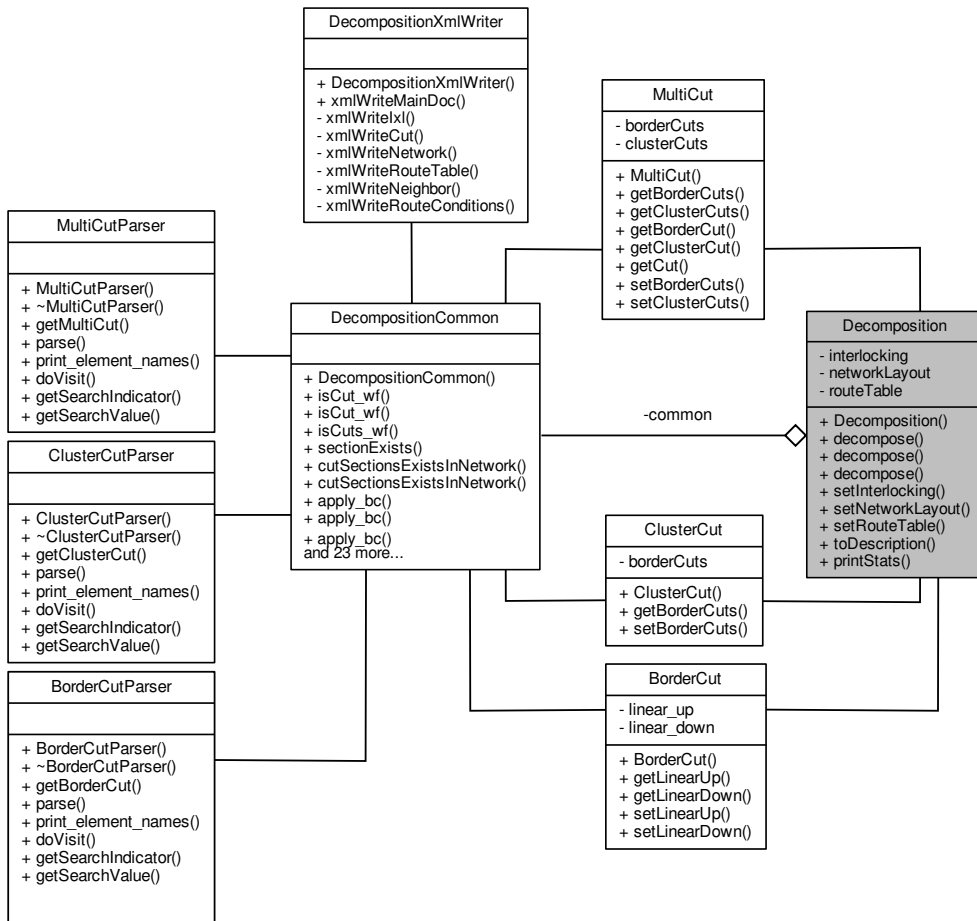 DecompositionXmlWriter
+ DecompositionXmlWriter()
+ xmlWriteMainDoc()
- xmlWriteIxl()
- xmlWriteCut()
- xmlWriteNetwork()
- xmlWriteRouteTable()
- xmlWriteNeighbor()
- xmlWriteRouteConditions()
MultiCut
- borderCuts
- clusterCuts
+ MultiCut()
+ getBorderCuts()
+ getClusterCuts()
+ getBorderCut()
+ getClusterCut()
+ getCut()
+ setBorderCuts()
+ setClusterCuts()
MultiCutParser
+ MultiCutParser()
+ ~MultiCutParser()
+ getMultiCut()
+ parse()
+ print_element_names()
+ doVisit()
+ getSearchIndicator()
+ getSearchValue()
DecompositionCommon
+ DecompositionCommon()
+ isCut_wf()
+ isCut_wf()
+ isCuts_wf()
+ sectionExists()
+ cutSectionsExistsInNetwork()
+ cutSectionsExistsInNetwork()
+ apply_bc()
+ apply_bc()
+ apply_bc()
and 23 more...
-common
Decomposition
- interlocking
- networkLayout
- routeTable
+ Decomposition()
+ decompose()
+ decompose()
+ decompose()
+ setInterlocking()
+ setNetworkLayout()
+ setRouteTable()
+ toDescription()
+ printStats()
ClusterCutParser
+ ClusterCutParser()
+ ~ClusterCutParser()
+ getClusterCut()
+ parse()
+ print_element_names()
+ doVisit()
+ getSearchIndicator()
+ getSearchValue()
ClusterCut
- borderCuts
+ ClusterCut()
+ getBorderCuts()
+ setBorderCuts()
BorderCutParser
+ BorderCutParser()
+ ~BorderCutParser()
+ getBorderCut()
+ parse()
+ print_element_names()
+ doVisit()
+ getSearchIndicator()
+ getSearchValue()
BorderCut
- linear_up
- linear_down
+ BorderCut()
+ getLinearUp()
+ getLinearDown()
+ setLinearUp()
+ setLinearDown()